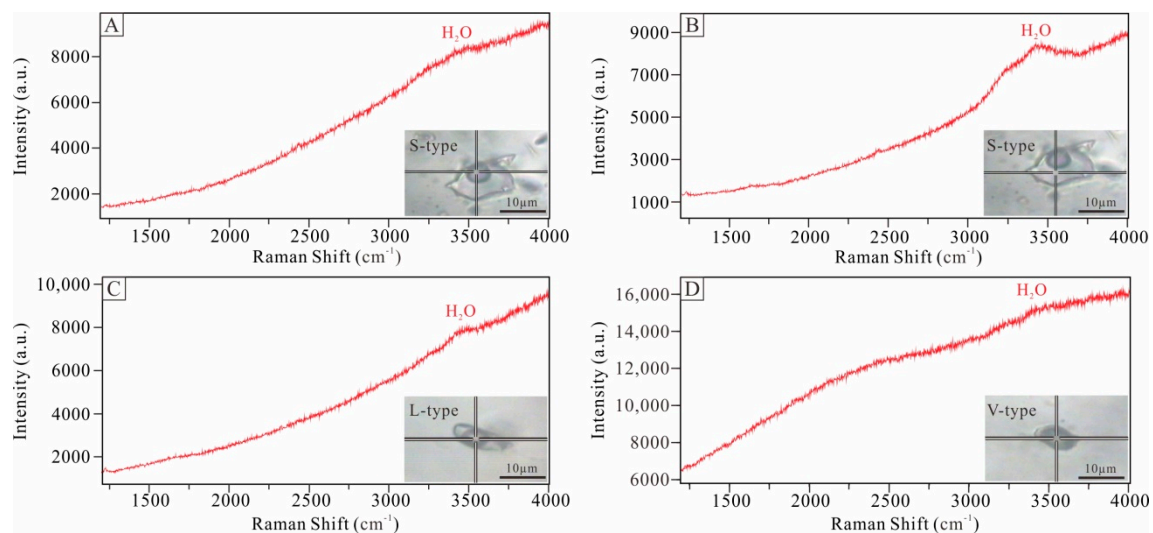 A
H₂O
8000
6000
4000
2000
Intensity (a.u.)
S-type
10µm
1500 2000 2500 3000 3500 4000
Raman Shift (cm⁻¹)
B
H₂O
9000
7000
5000
3000
1000
Intensity (a.u.)
S-type
10µm
1500 2000 2500 3000 3500 4000
Raman Shift (cm⁻¹)
C
H₂O
10,000
8000
6000
4000
2000
Intensity (a.u.)
L-type
10µm
1500 2000 2500 3000 3500 4000
Raman Shift (cm⁻¹)
D
H₂O
16,000
14,000
12,000
10,000
8000
6000
Intensity (a.u.)
V-type
10µm
1500 2000 2500 3000 3500 4000
Raman Shift (cm⁻¹)